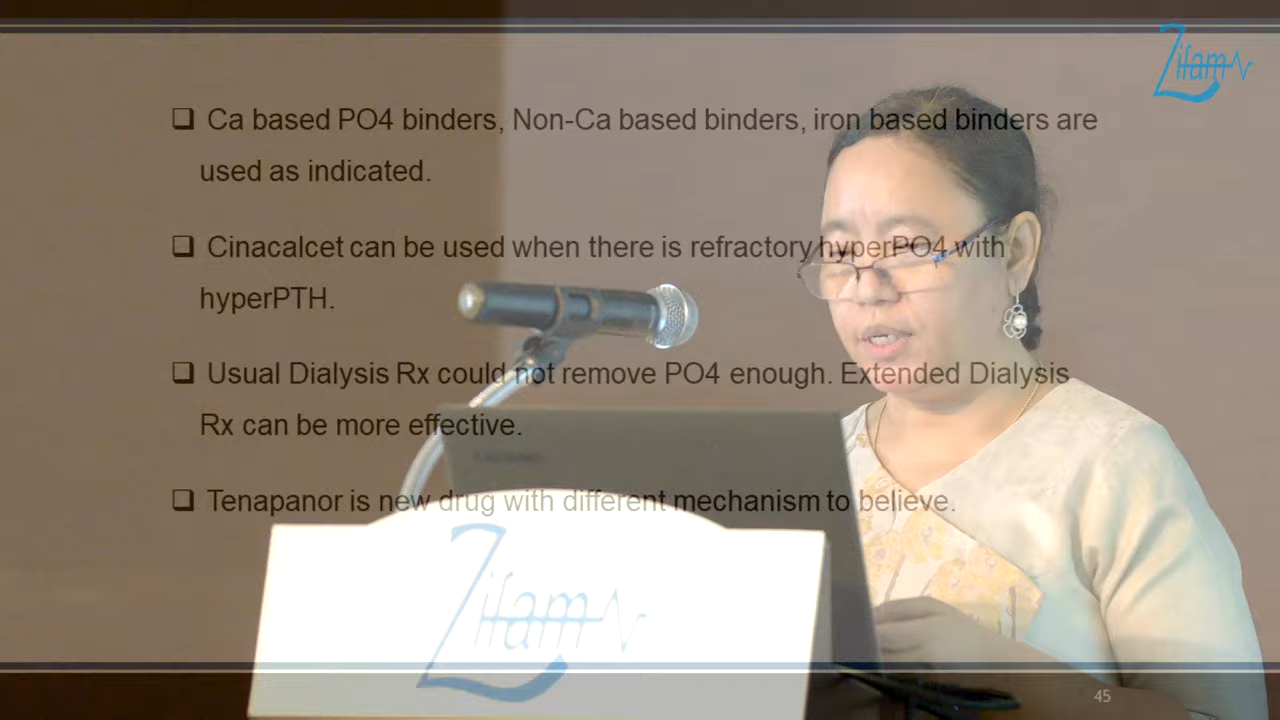 Zifam
❑ Ca based PO4 binders, Non-Ca based binders, iron based binders are
used as indicated.
❑ Cinacalcet can be used when there is refractory hyperPO4 with
hyperPTH.
❑ Usual Dialysis Rx could not remove PO4 enough. Extended Dialysis
Rx can be more effective.
❑ Tenapanor is new drug with different mechanism to believe.
Zifam
45